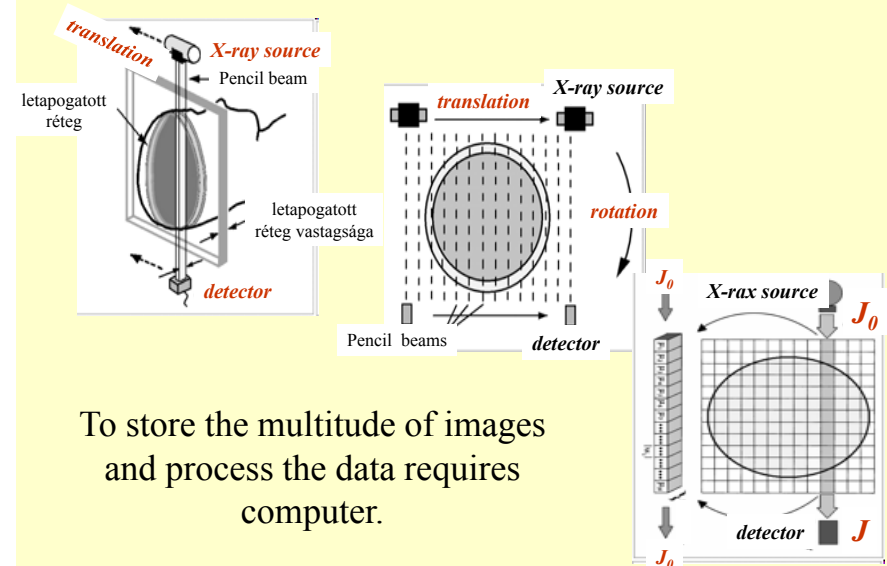 translation
X-ray source
Pencil beam
letapogatott
réteg
letapogatott
réteg vastagsága
detector
translation
X-ray source
rotation
Pencil beams
detector
J0
X-rax source
J0
detector
J
J0
To store the multitude of images
and process the data requires
computer.